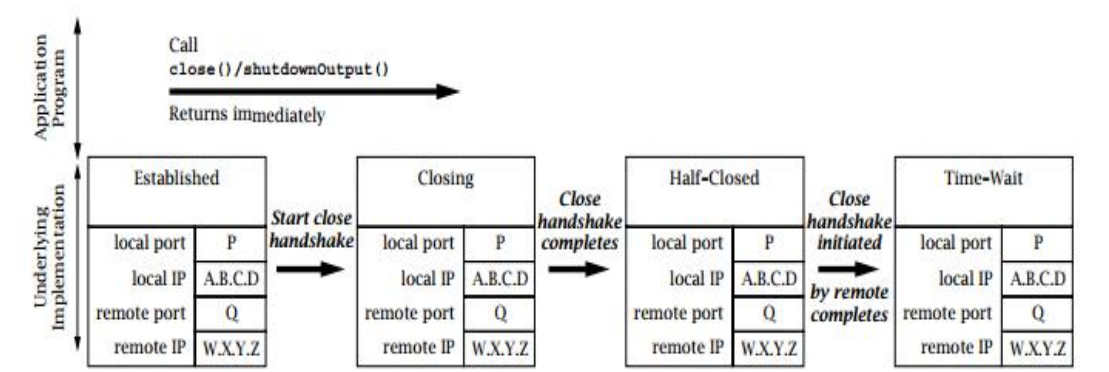 Application
Program
Call
close()/shutdownOutput()
Returns immediately
Underlying
Implementation
Established
local port P
local IP A.B.C.D
remote port Q
remote IP W.X.Y.Z
Start close
handshake
Closing
local port P
local IP A.B.C.D
remote port Q
remote IP W.X.Y.Z
Close
handshake
completes
Half-Closed
local port P
local IP A.B.C.D
remote port Q
remote IP W.X.Y.Z
Close
handshake
initiated
by remote
completes
Time-Wait
local port P
local IP A.B.C.D
remote port Q
remote IP W.X.Y.Z